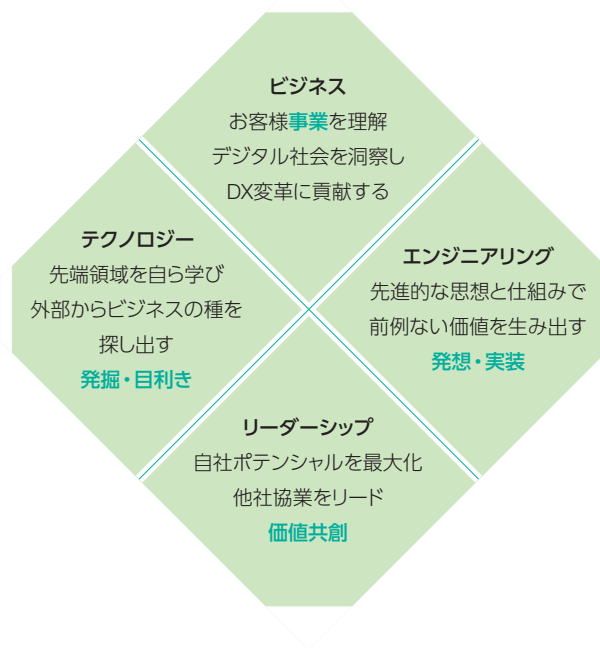 ビジネス
お客様事業を理解
デジタル社会を洞察し
DX変革に貢献する
テクノロジー
先端領域を自ら学び
外部からビジネスの種を
探し出す
発掘・目利き
エンジニアリング
先進的な思想と仕組みで
前例ない価値を生み出す
発想・実装
リーダーシップ
自社ポテンシャルを最大化
他社協業をリード
価値共創